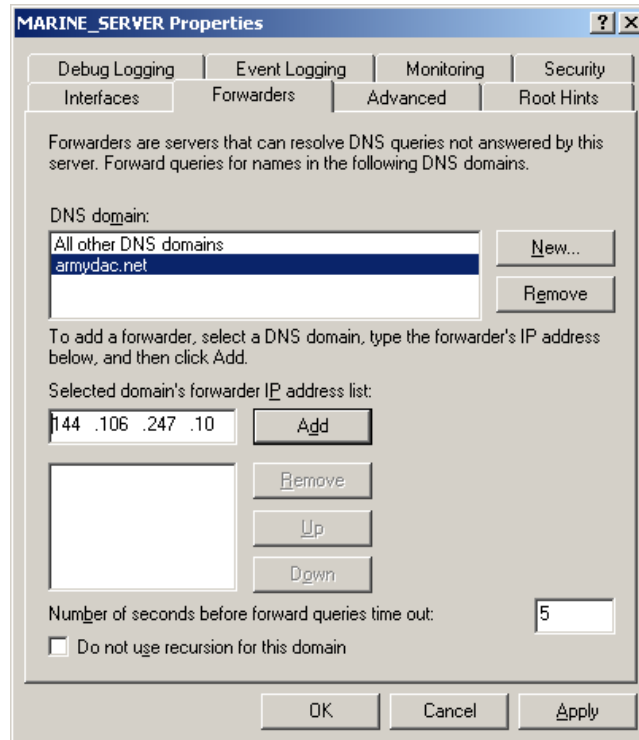 MARINE_SERVER Properties
Debug Logging Event Logging Monitoring Security
Interfaces Forwarders Advanced Root Hints
Forwarders are servers that can resolve DNS queries not answered by this
server. Forward queries for names in the following DNS domains.
DNS domain:
All other DNS domains
armydac.net
New...
Remove
To add a forwarder, select a DNS domain, type the forwarder's IP address
below, and then click Add.
Selected domain's forwarder IP address list:
144 .106 .247 .10
Add
Remove
Up
Down
Number of seconds before forward queries time out: 5
Do not use recursion for this domain
OK Cancel Apply